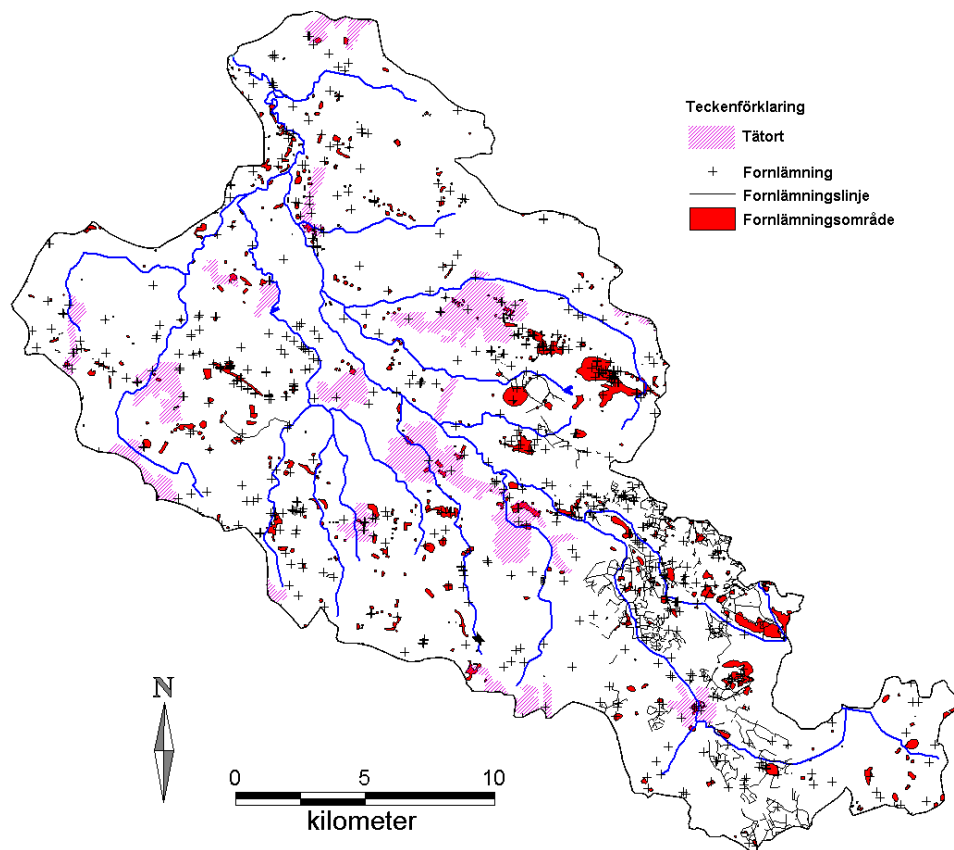 Teckenförklaring
Tätort
Fornlämning
Fornlämningslinje
Fornlämningsområde
N
0 5 10
kilometer